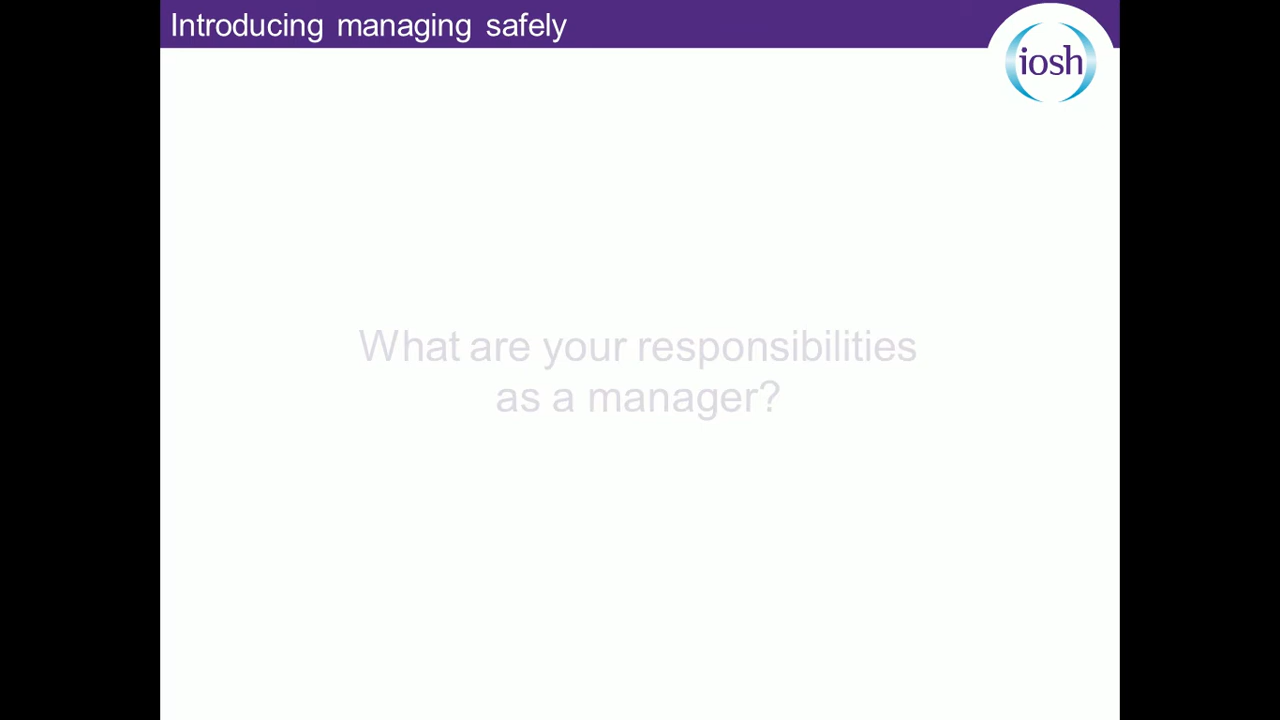 Introducing managing safely
iosh
What are your responsibilities
as a manager?